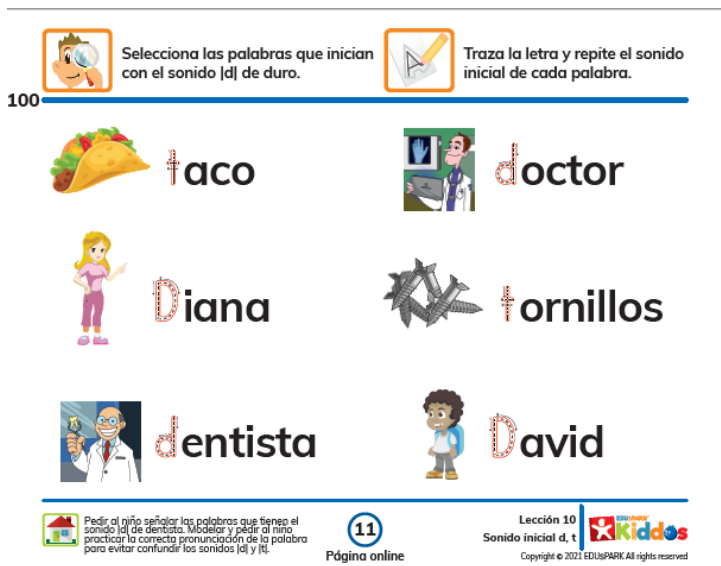 Selecciona las palabras que inician
con el sonido |d| de duro.
Traza la letra y repite el sonido
inicial de cada palabra.
100
taco
doctor
Diana
tornillos
dentista
David
Pedir al niño señalar las palabras que tienen el
sonido |d| de dentista. Modelar y pedir al niño
practicar la correcta pronunciación de la palabra
para evitar confundir los sonidos |d| y |t|.
11
Página online
Lección 10
Sonido inicial d, t
EDUSPARK
Kiddos
Copyright © 2021 EDUSPARK All rights reserved